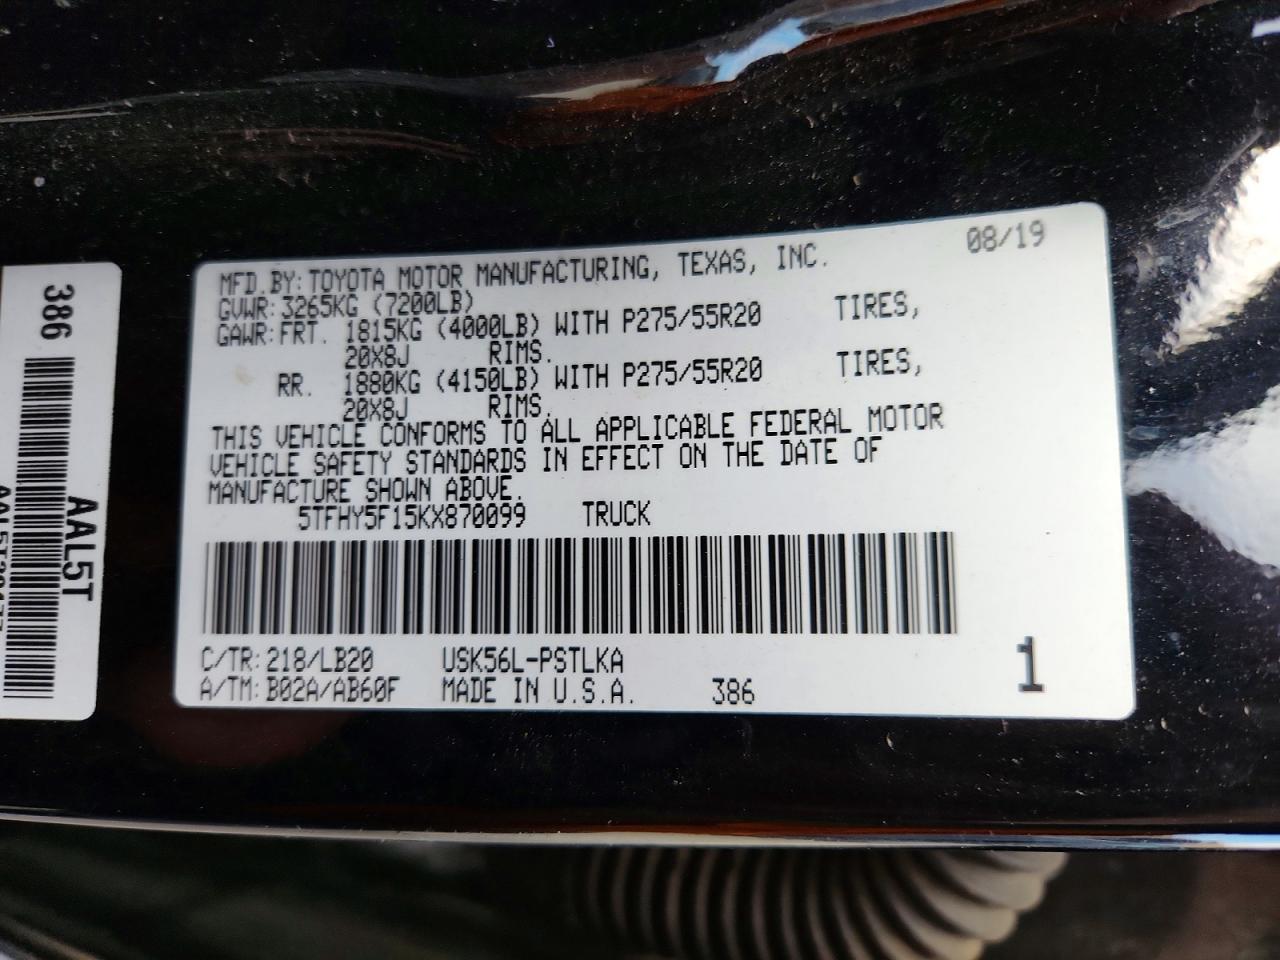 08/19
MFD.BY: TOYOTA MOTOR MANUFACTURING, TEXAS, INC.
GVWR: 3265KG (7200LB)
GAWR: FRT. 1815KG (4000LB) WITH P275/55R20 TIRES,
20X8J RIMS.
RR. 1880KG (4150LB) WITH P275/55R20 TIRES,
20X8J RIMS.
THIS VEHICLE CONFORMS TO ALL APPLICABLE FEDERAL MOTOR
VEHICLE SAFETY STANDARDS IN EFFECT ON THE DATE OF
MANUFACTURE SHOWN ABOVE.
5TFHY5F15KX870099 TRUCK
C/TR: 218/LB20 USK56L-PSTLKA
A/TM: B02A/AB60F MADE IN U.S.A. 386
1
386
AAL5T